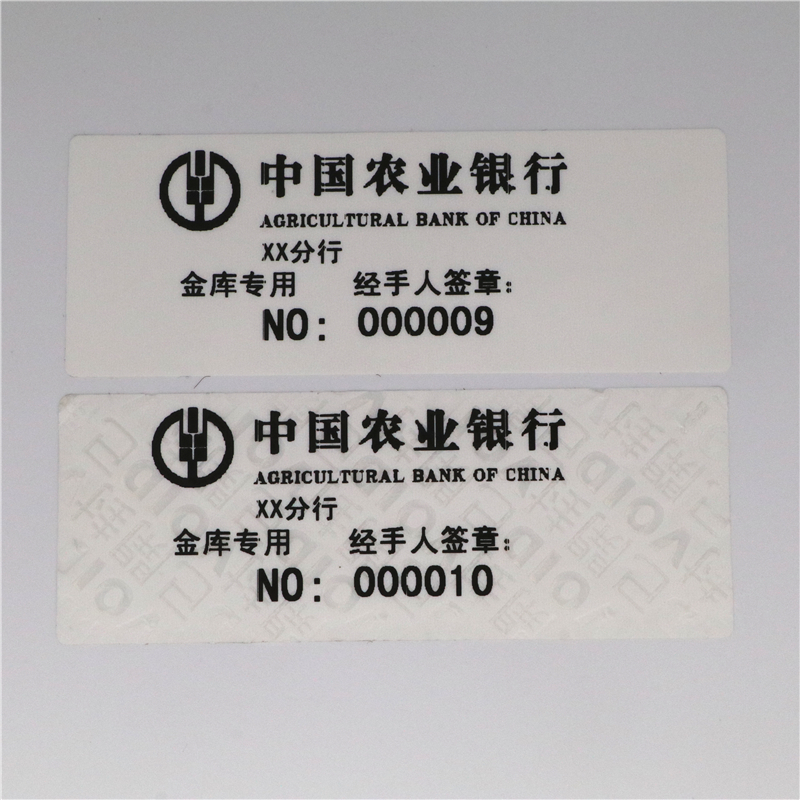 中国农业银行
AGRICULTURAL BANK OF CHINA
XX分行
金库专用 经手人签章：
NO: 000009
中国农业银行
AGRICULTURAL BANK OF CHINA
XX分行
金库专用 经手人签章：
NO: 000010